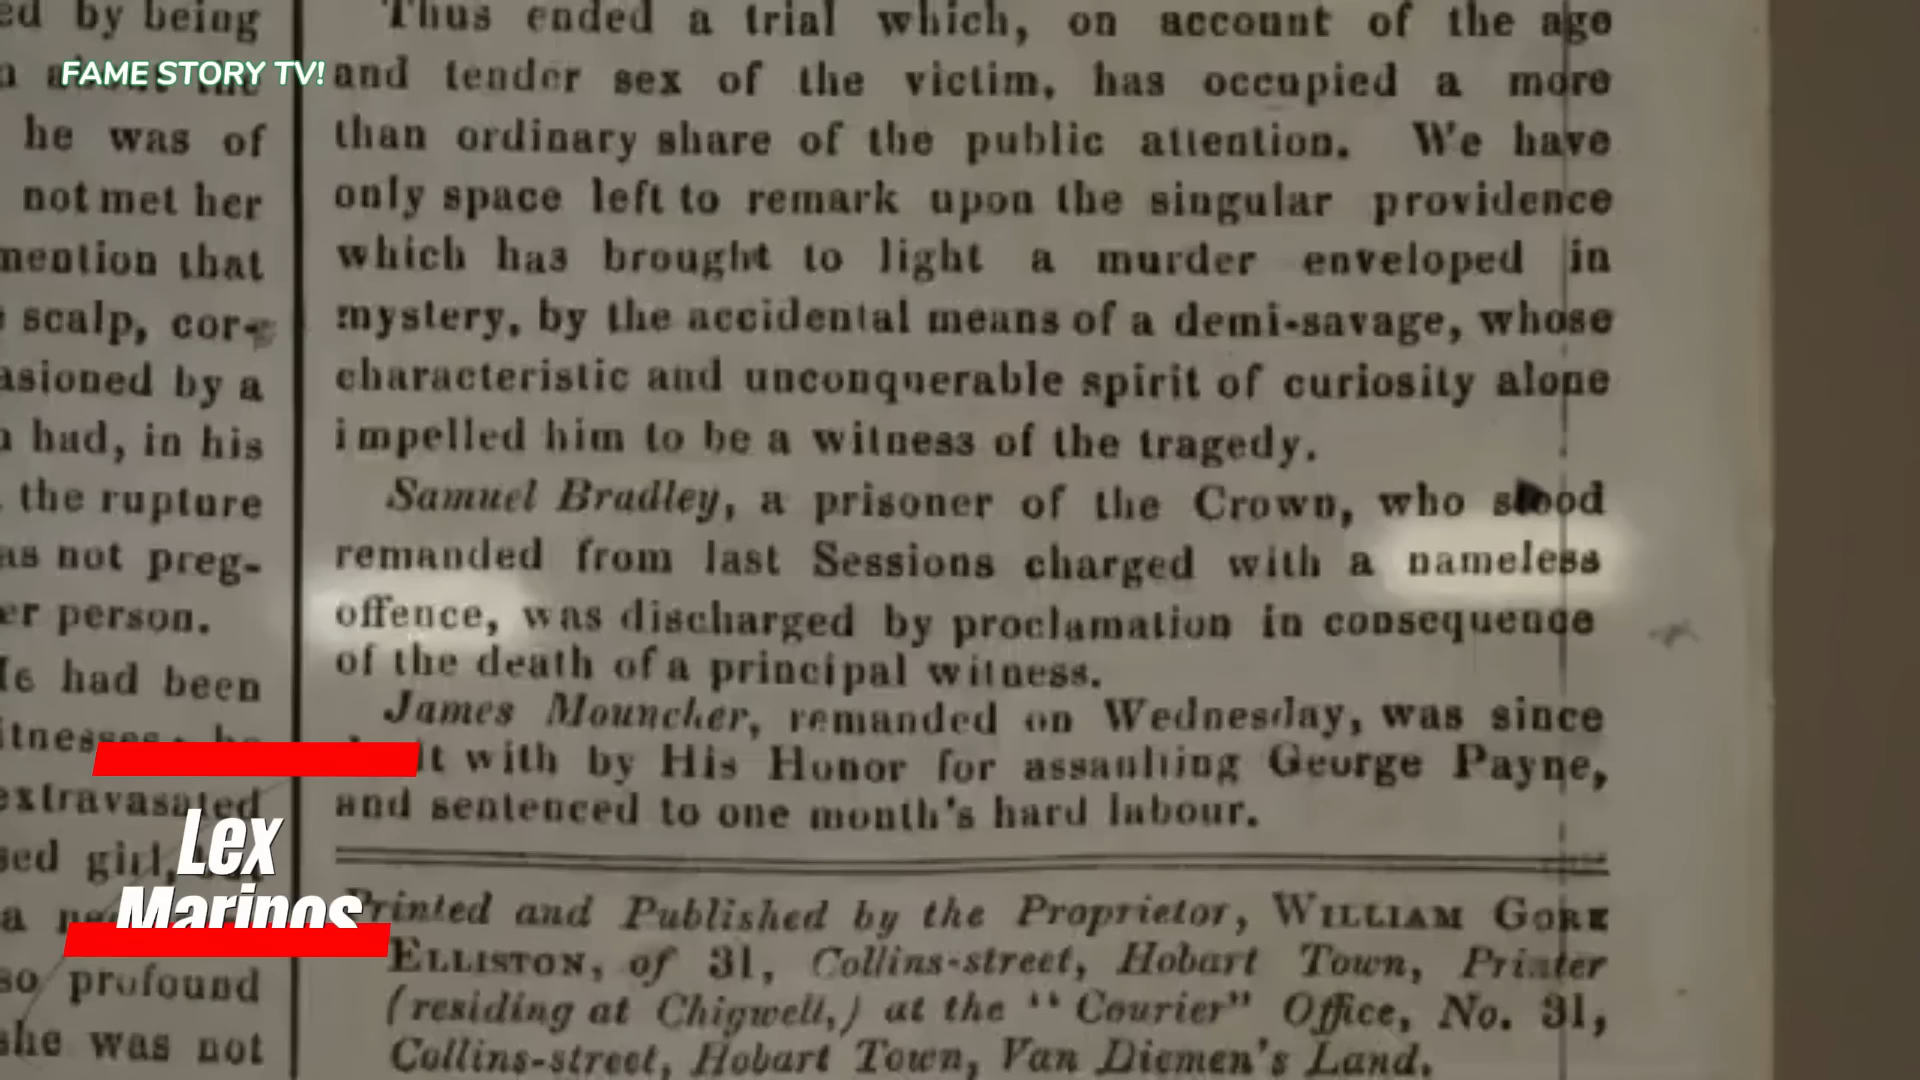 FAME STORY TV!
ed by being
he was of
not met her
mention that
scalp, cor-
asioned by a
had, in his
the rupture
as not preg-
er person.
He had been
itnesses
extravasated
sed girl,
a
so profound
she was not
Thus ended a trial which, on account of the age
and tender sex of the victim, has occupied a more
than ordinary share of the public attention. We have
only space left to remark upon the singular providence
which has brought to light a murder enveloped in
mystery, by the accidental means of a demi-savage, whose
characteristic and unconquerable spirit of curiosity alone
impelled him to be a witness of the tragedy.
Samuel Bradley, a prisoner of the Crown, who stood
remanded from last Sessions charged with a nameless
offence, was discharged by proclamation in consequence
of the death of a principal witness.
James Mouncher, remanded on Wednesday, was since
with by His Honor for assaulting George Payne,
and sentenced to one month's hard labour.
Printed and Published by the Proprietor, WILLIAM GORE
ELLISTON, of 31, Collins-street, Hobart Town, Printer
(residing at Chigwell,) at the "Courier" Office, No. 31,
Collins-street, Hobart Town, Van Diemen's Land.
Lex
Marinos